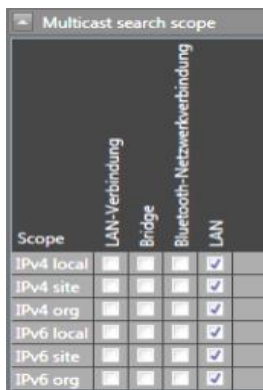 Multicast search scope
Scope LAN-Verbindung Bridge Bluetooth-Netzwerkverbindung LAN
IPv4 local
IPv4 site
IPv4 org
IPv6 local
IPv6 site
IPv6 org